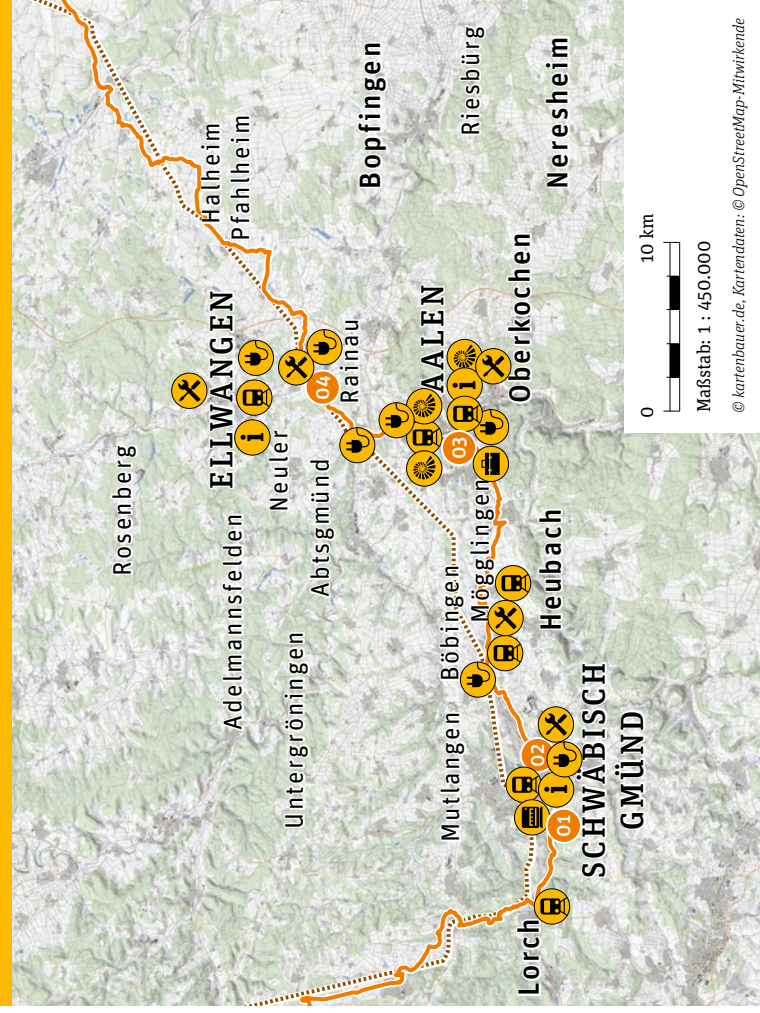 Rosenberg
Halheim
Pfahlheim
ELLWANGEN
Adelmannsfelden
Neuler
Untergröningen
Abtsgmünd
Rainau
04
Bopfingen
Mutlangen
Böbingen
Mögglingen
AALEN
03
Riesbürg
Lorch
01
02
SCHWÄBISCH
GMÜND
Heubach
Oberkochen
Neresheim
i
i
i
0
10 km
Maßstab: 1 : 450.000
© kartenbauer.de, Kartendaten: © OpenStreetMap-Mitwirkende